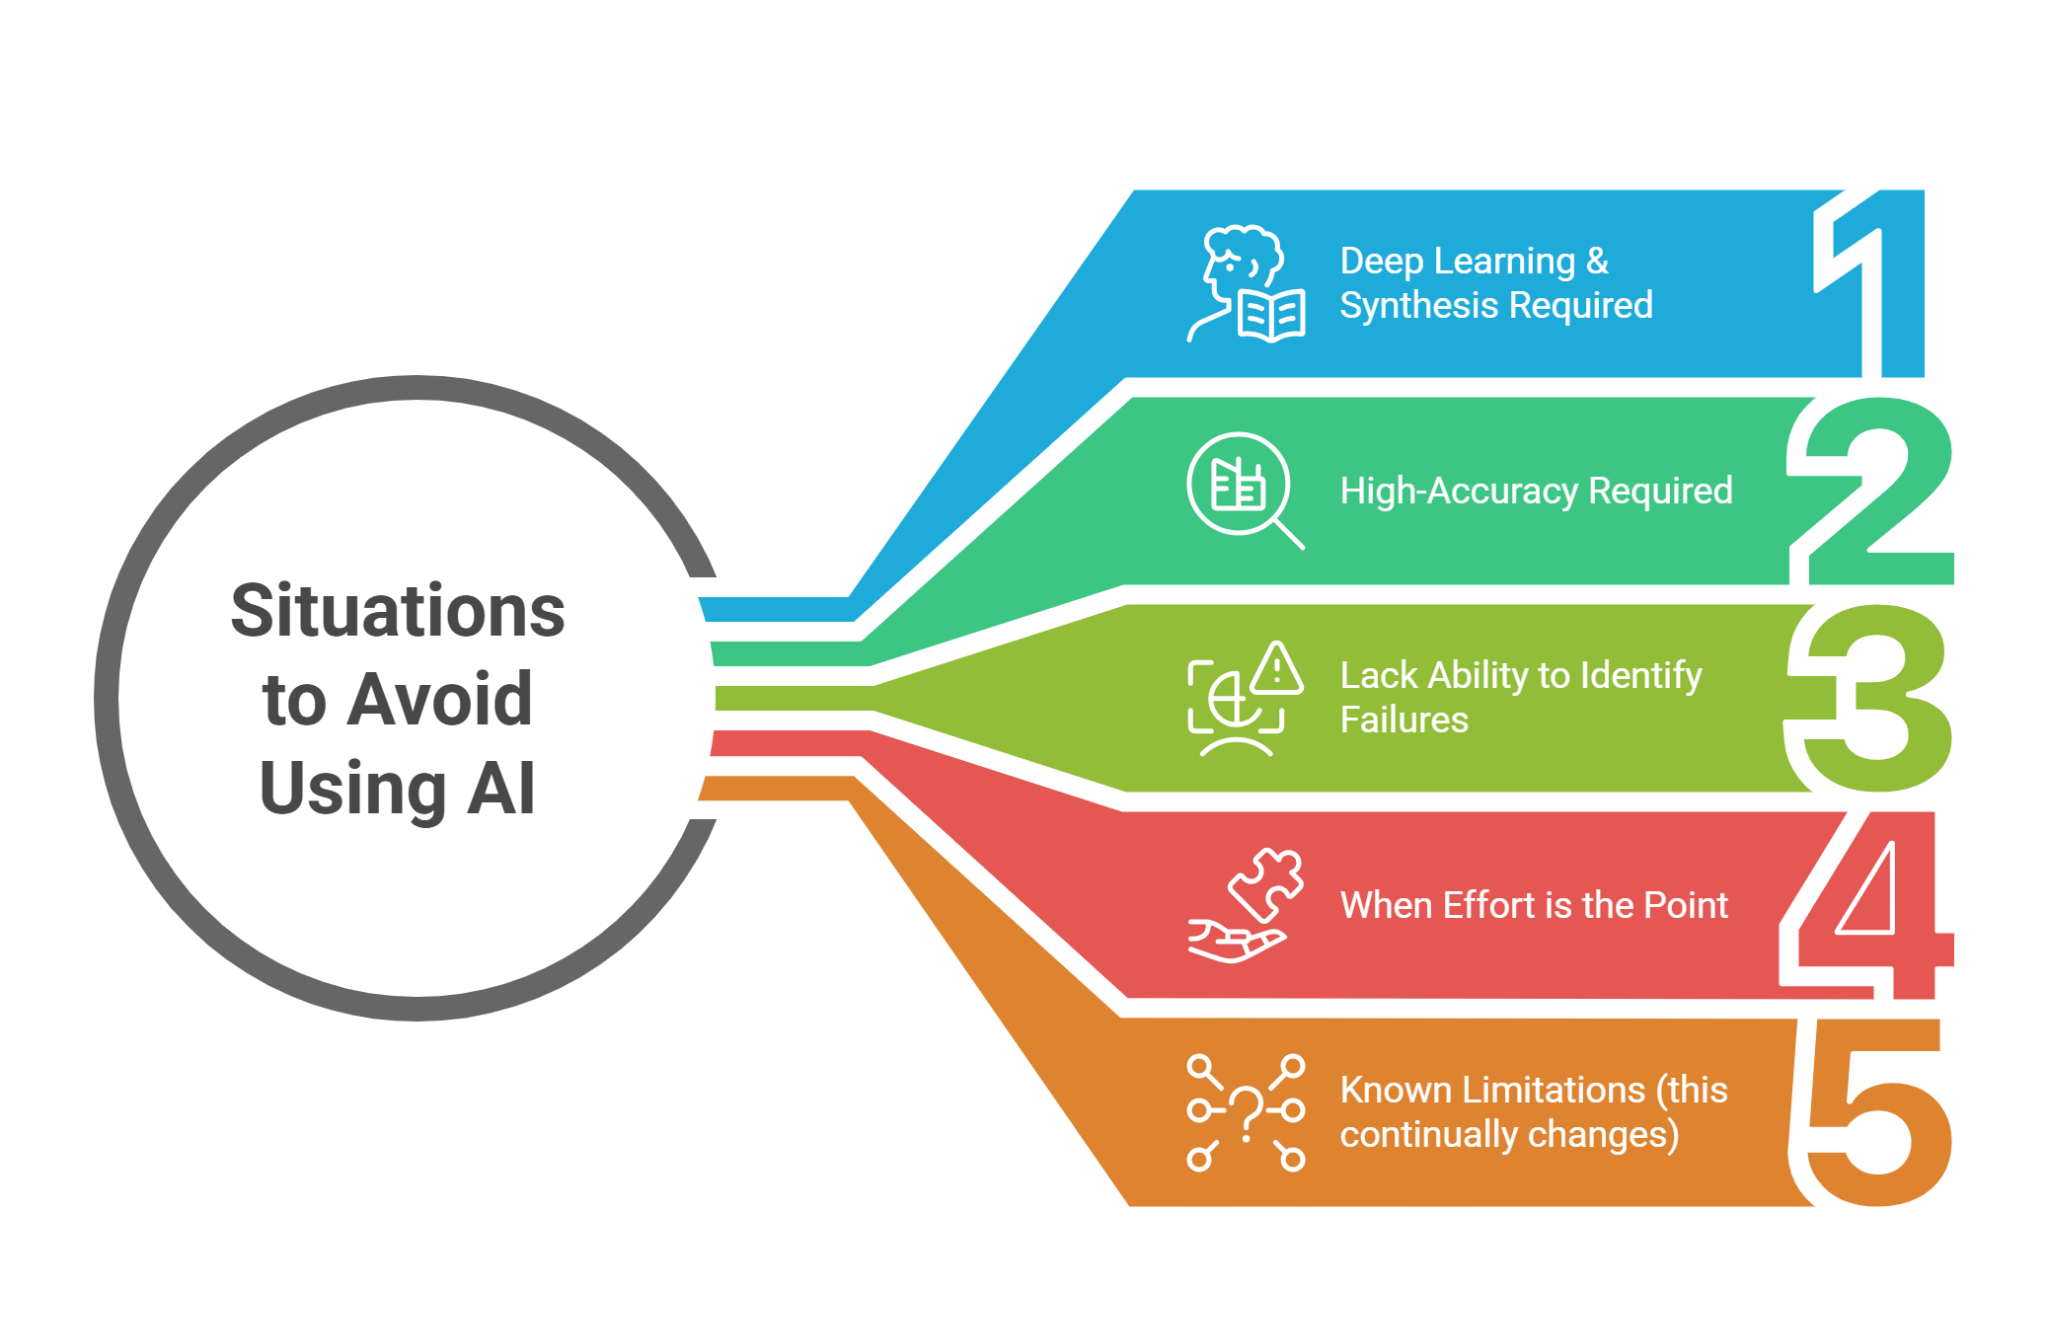 Situations
to Avoid
Using AI
Deep Learning &
Synthesis Required
1
High-Accuracy Required
2
Lack Ability to Identify
Failures
3
When Effort is the Point
4
Known Limitations (this
continually changes)
5